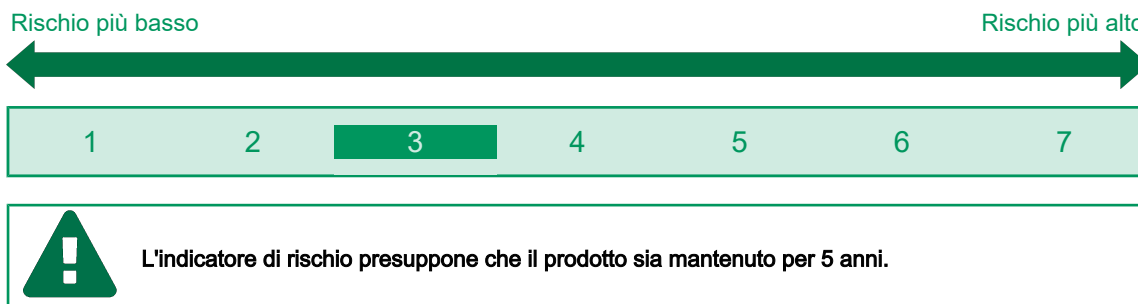 Rischio più basso Rischio più alto
1 2 3 4 5 6 7
L'indicatore di rischio presuppone che il prodotto sia mantenuto per 5 anni.